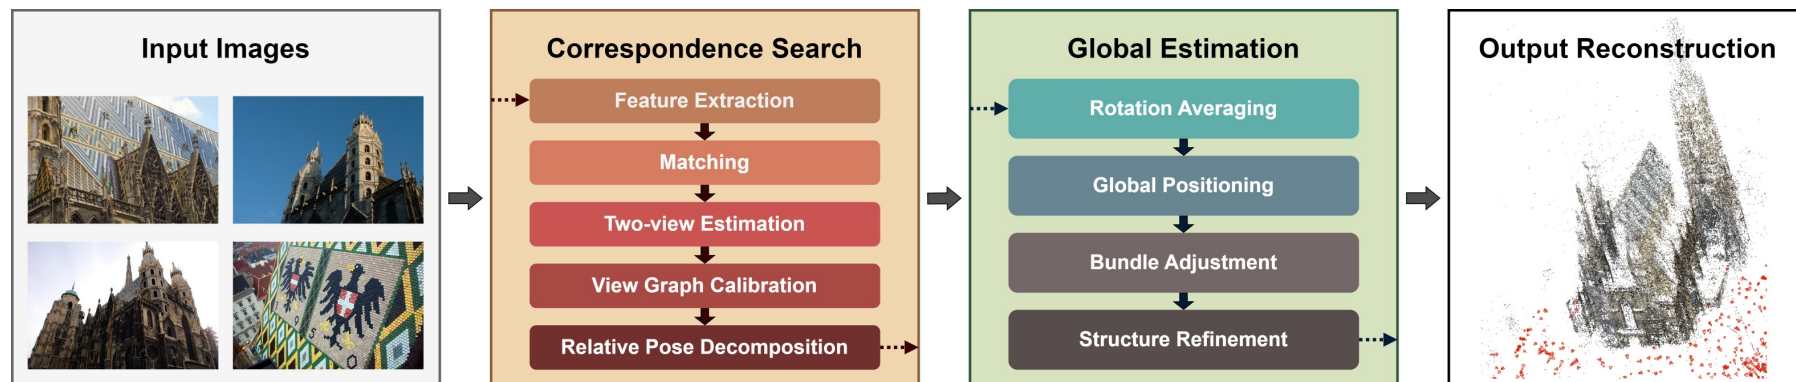 Input Images
Correspondence Search
Feature Extraction
Matching
Two-view Estimation
View Graph Calibration
Relative Pose Decomposition
Global Estimation
Rotation Averaging
Global Positioning
Bundle Adjustment
Structure Refinement
Output Reconstruction